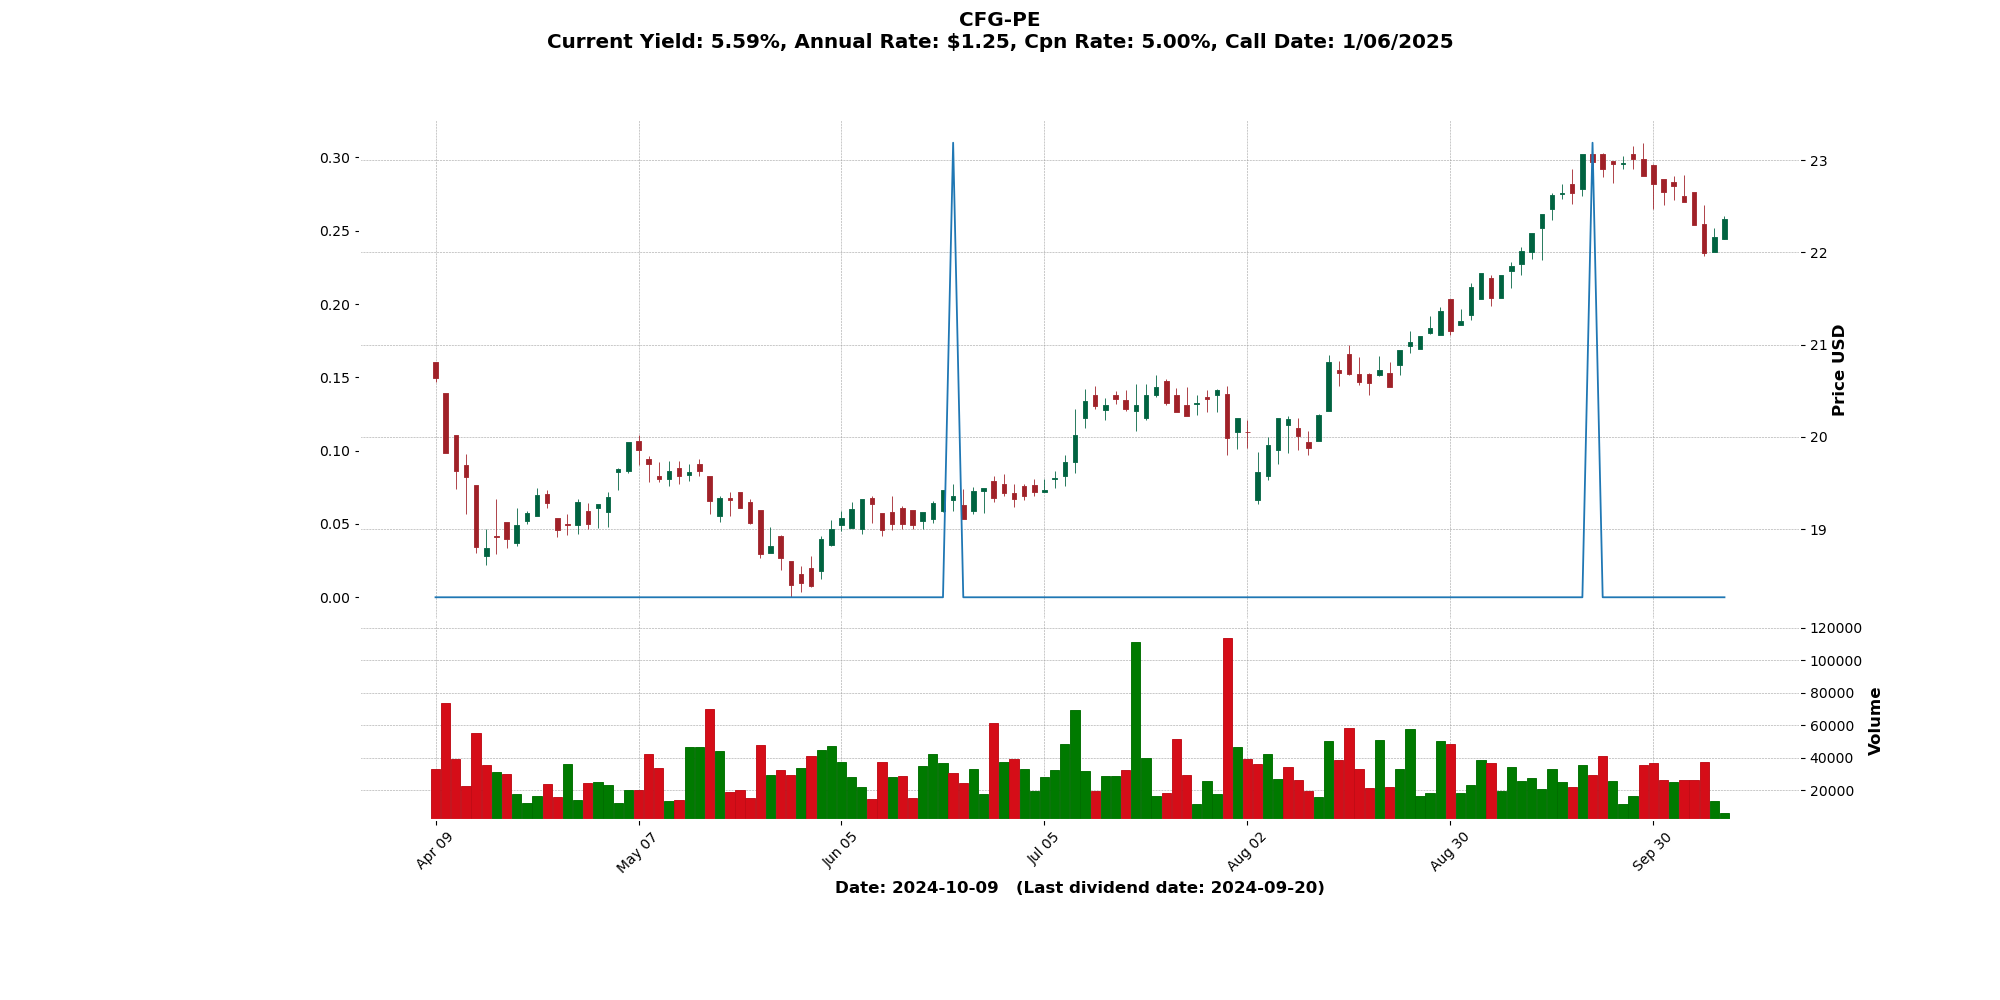 CFG-PE
Current Yield: 5.59%, Annual Rate: $1.25, Cpn Rate: 5.00%, Call Date: 1/06/2025
0.30
0.25
0.20
0.15
0.10
0.05
0.00
23
22
21
20
19
Price USD
120000
100000
80000
60000
40000
20000
Volume
Apr 09
May 07
Jun 05
Jul 05
Aug 02
Aug 30
Sep 30
Date: 2024-10-09 (Last dividend date: 2024-09-20)